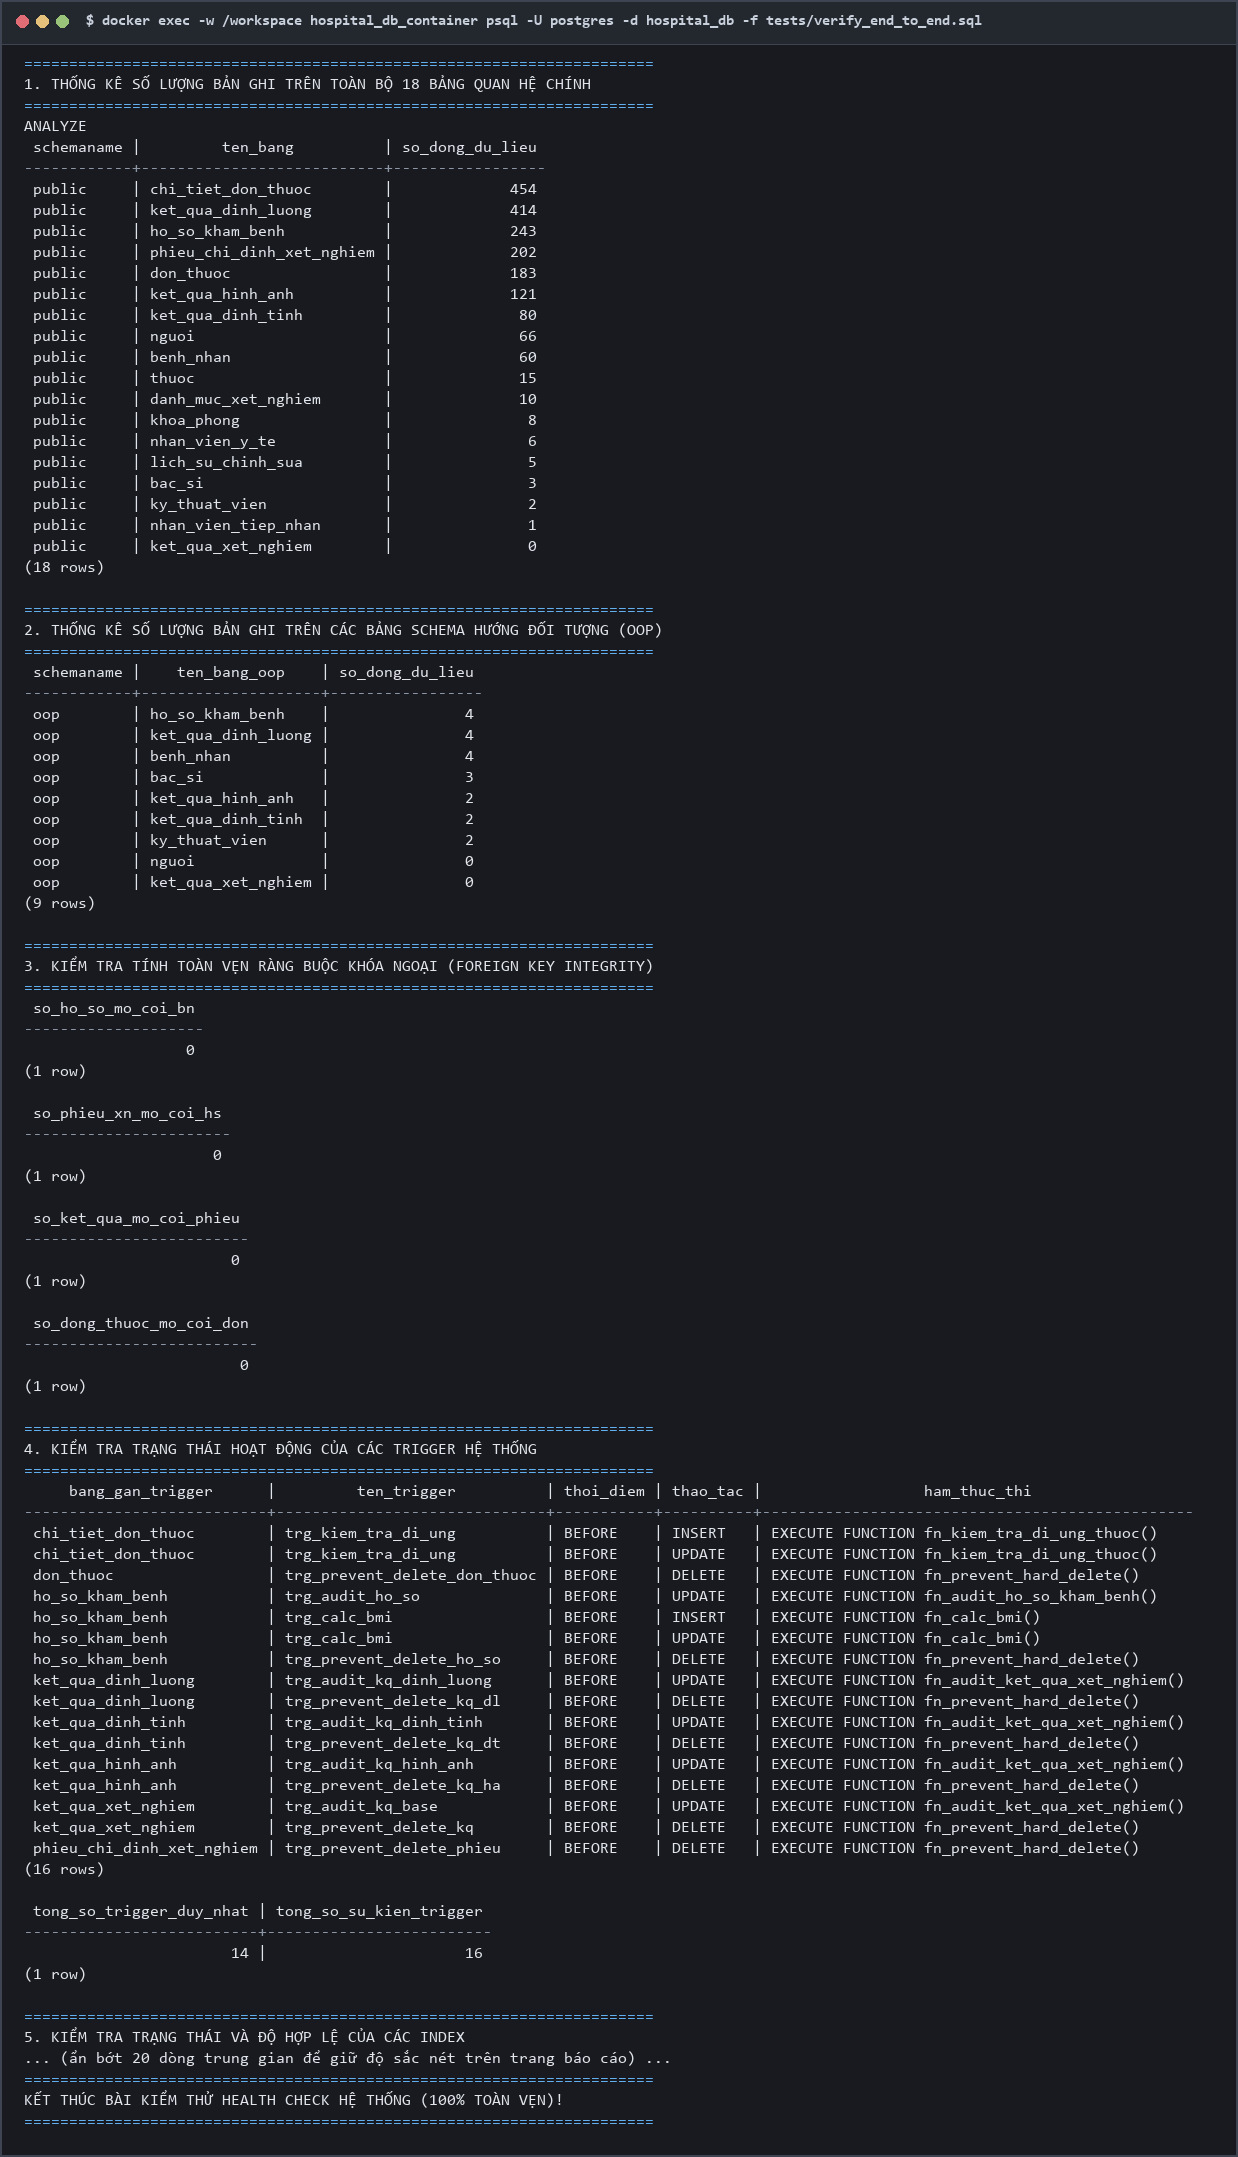 $ docker exec -w /workspace hospital_db_container psql -U postgres -d hospital_db -f tests/verify_end_to_end.sql
======================================================================
1. THỐNG KÊ SỐ LƯỢNG BẢN GHI TRÊN TOÀN BỘ 18 BẢNG QUAN HỆ CHÍNH
======================================================================
ANALYZE
 schemaname |         ten_bang          | so_dong_du_lieu
------------+---------------------------+-----------------
 public     | chi_tiet_don_thuoc        |             454
 public     | ket_qua_dinh_luong        |             414
 public     | ho_so_kham_benh           |             243
 public     | phieu_chi_dinh_xet_nghiem |             202
 public     | don_thuoc                 |             183
 public     | ket_qua_hinh_anh          |             121
 public     | ket_qua_dinh_tinh         |              80
 public     | nguoi                     |              66
 public     | benh_nhan                 |              60
 public     | thuoc                     |              15
 public     | danh_muc_xet_nghiem       |              10
 public     | khoa_phong                |               8
 public     | nhan_vien_y_te            |               6
 public     | lich_su_chinh_sua         |               5
 public     | bac_si                    |               3
 public     | ky_thuat_vien             |               2
 public     | nhan_vien_tiep_nhan       |               1
 public     | ket_qua_xet_nghiem        |               0
(18 rows)
======================================================================
2. THỐNG KÊ SỐ LƯỢNG BẢN GHI TRÊN CÁC BẢNG SCHEMA HƯỚNG ĐỐI TƯỢNG (OOP)
======================================================================
 schemaname |    ten_bang_oop    | so_dong_du_lieu
------------+--------------------+-----------------
 oop        | ho_so_kham_benh    |               4
 oop        | ket_qua_dinh_luong |               4
 oop        | benh_nhan          |               4
 oop        | bac_si             |               3
 oop        | ket_qua_hinh_anh   |               2
 oop        | ket_qua_dinh_tinh  |               2
 oop        | ky_thuat_vien      |               2
 oop        | nguoi              |               0
 oop        | ket_qua_xet_nghiem |               0
(9 rows)
======================================================================
3. KIỂM TRA TÍNH TOÀN VẸN RÀNG BUỘC KHÓA NGOẠI (FOREIGN KEY INTEGRITY)
======================================================================
 so_ho_so_mo_coi_bn
--------------------
                  0
(1 row)
 so_phieu_xn_mo_coi_hs
-----------------------
                     0
(1 row)
 so_ket_qua_mo_coi_phieu
-------------------------
                       0
(1 row)
 so_dong_thuoc_mo_coi_don
--------------------------
                        0
(1 row)
======================================================================
4. KIỂM TRA TRẠNG THÁI HOẠT ĐỘNG CỦA CÁC TRIGGER HỆ THỐNG
======================================================================
     bang_gan_trigger      |         ten_trigger          | thoi_diem | thao_tac |                  ham_thuc_thi
---------------------------+------------------------------+-----------+----------+------------------------------------------------
 chi_tiet_don_thuoc        | trg_kiem_tra_di_ung          | BEFORE    | INSERT   | EXECUTE FUNCTION fn_kiem_tra_di_ung_thuoc()
 chi_tiet_don_thuoc        | trg_kiem_tra_di_ung          | BEFORE    | UPDATE   | EXECUTE FUNCTION fn_kiem_tra_di_ung_thuoc()
 don_thuoc                 | trg_prevent_delete_don_thuoc | BEFORE    | DELETE   | EXECUTE FUNCTION fn_prevent_hard_delete()
 ho_so_kham_benh           | trg_audit_ho_so              | BEFORE    | UPDATE   | EXECUTE FUNCTION fn_audit_ho_so_kham_benh()
 ho_so_kham_benh           | trg_calc_bmi                 | BEFORE    | INSERT   | EXECUTE FUNCTION fn_calc_bmi()
 ho_so_kham_benh           | trg_calc_bmi                 | BEFORE    | UPDATE   | EXECUTE FUNCTION fn_calc_bmi()
 ho_so_kham_benh           | trg_prevent_delete_ho_so     | BEFORE    | DELETE   | EXECUTE FUNCTION fn_prevent_hard_delete()
 ket_qua_dinh_luong        | trg_audit_kq_dinh_luong      | BEFORE    | UPDATE   | EXECUTE FUNCTION fn_audit_ket_qua_xet_nghiem()
 ket_qua_dinh_luong        | trg_prevent_delete_kq_dl     | BEFORE    | DELETE   | EXECUTE FUNCTION fn_prevent_hard_delete()
 ket_qua_dinh_tinh         | trg_audit_kq_dinh_tinh       | BEFORE    | UPDATE   | EXECUTE FUNCTION fn_audit_ket_qua_xet_nghiem()
 ket_qua_dinh_tinh         | trg_prevent_delete_kq_dt     | BEFORE    | DELETE   | EXECUTE FUNCTION fn_prevent_hard_delete()
 ket_qua_hinh_anh          | trg_audit_kq_hinh_anh        | BEFORE    | UPDATE   | EXECUTE FUNCTION fn_audit_ket_qua_xet_nghiem()
 ket_qua_hinh_anh          | trg_prevent_delete_kq_ha     | BEFORE    | DELETE   | EXECUTE FUNCTION fn_prevent_hard_delete()
 ket_qua_xet_nghiem        | trg_audit_kq_base            | BEFORE    | UPDATE   | EXECUTE FUNCTION fn_audit_ket_qua_xet_nghiem()
 ket_qua_xet_nghiem        | trg_prevent_delete_kq        | BEFORE    | DELETE   | EXECUTE FUNCTION fn_prevent_hard_delete()
 phieu_chi_dinh_xet_nghiem | trg_prevent_delete_phieu     | BEFORE    | DELETE   | EXECUTE FUNCTION fn_prevent_hard_delete()
(16 rows)
 tong_so_trigger_duy_nhat | tong_so_su_kien_trigger
--------------------------+-------------------------
                       14 |                      16
(1 row)
======================================================================
5. KIỂM TRA TRẠNG THÁI VÀ ĐỘ HỢP LỆ CỦA CÁC INDEX
... (ẩn bớt 20 dòng trung gian để giữ độ sắc nét trên trang báo cáo) ...
======================================================================
KẾT THÚC BÀI KIỂM THỬ HEALTH CHECK HỆ THỐNG (100% TOÀN VẸN)!
======================================================================